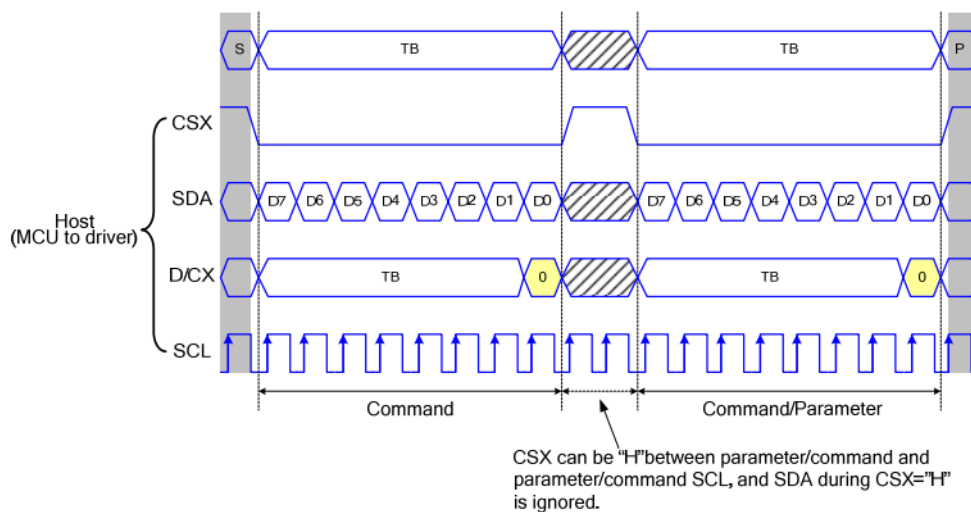 S TB TB P
CSX
SDA D7 D6 D5 D4 D3 D2 D1 D0 D7 D6 D5 D4 D3 D2 D1 D0
Host
(MCU to driver)
D/CX TB 0 TB 0
SCL
Command Command/Parameter
CSX can be “H”between parameter/command and
parameter/command SCL, and SDA during CSX=”H”
is ignored.